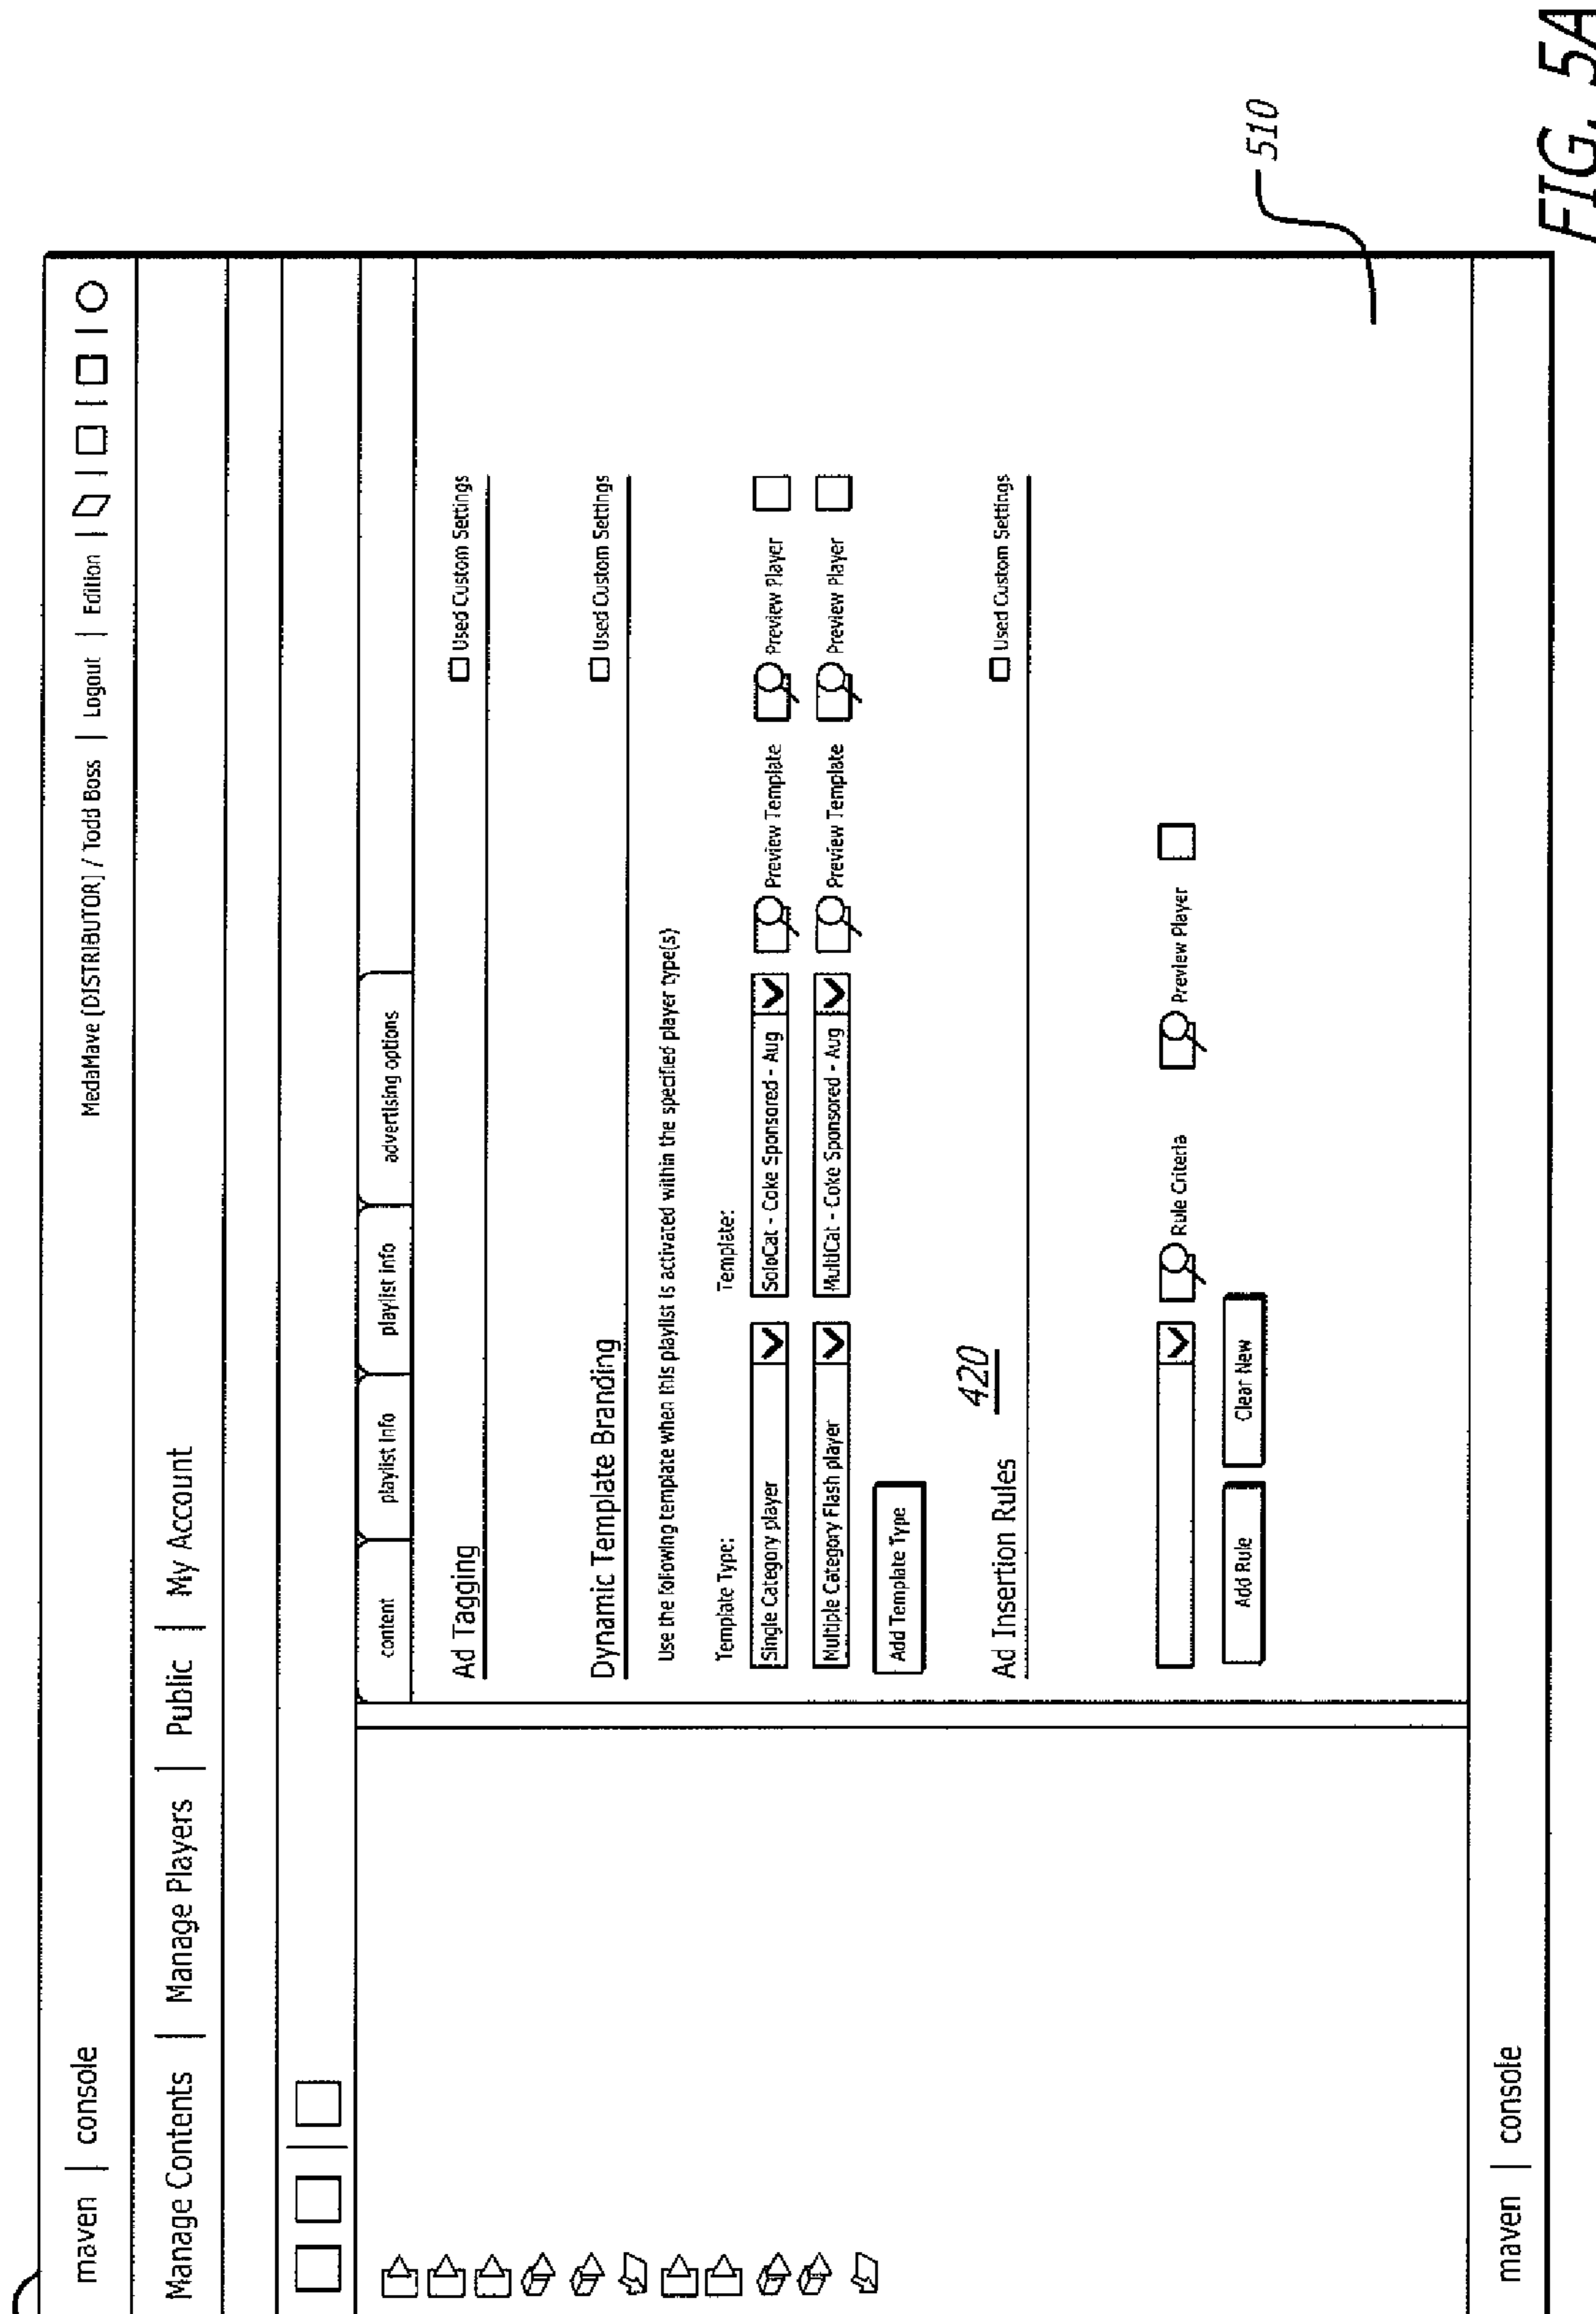 maven | console
MedaMave (DISTRIBUTOR) / Todd Boss | Logout | Edition |
Manage Contents | Manage Players | Public | My Account
content
playlist info
playlist info
advertising options
Ad Tagging
Used Custom Settings
Dynamic Template Branding
Used Custom Settings
Use the following template when this playlist is activated within the specified player type(s)
Template Type:
Template:
Single Category player
SoloCat - Coke Sponsored - Aug
Preview Template
Preview Player
Multiple Category Flash player
MultiCat - Coke Sponsored - Aug
Preview Template
Preview Player
Add Template Type
420
Ad Insertion Rules
Used Custom Settings
Rule Criteria
Preview Player
Add Rule
Clear New
510
maven | console
FIG. 5A